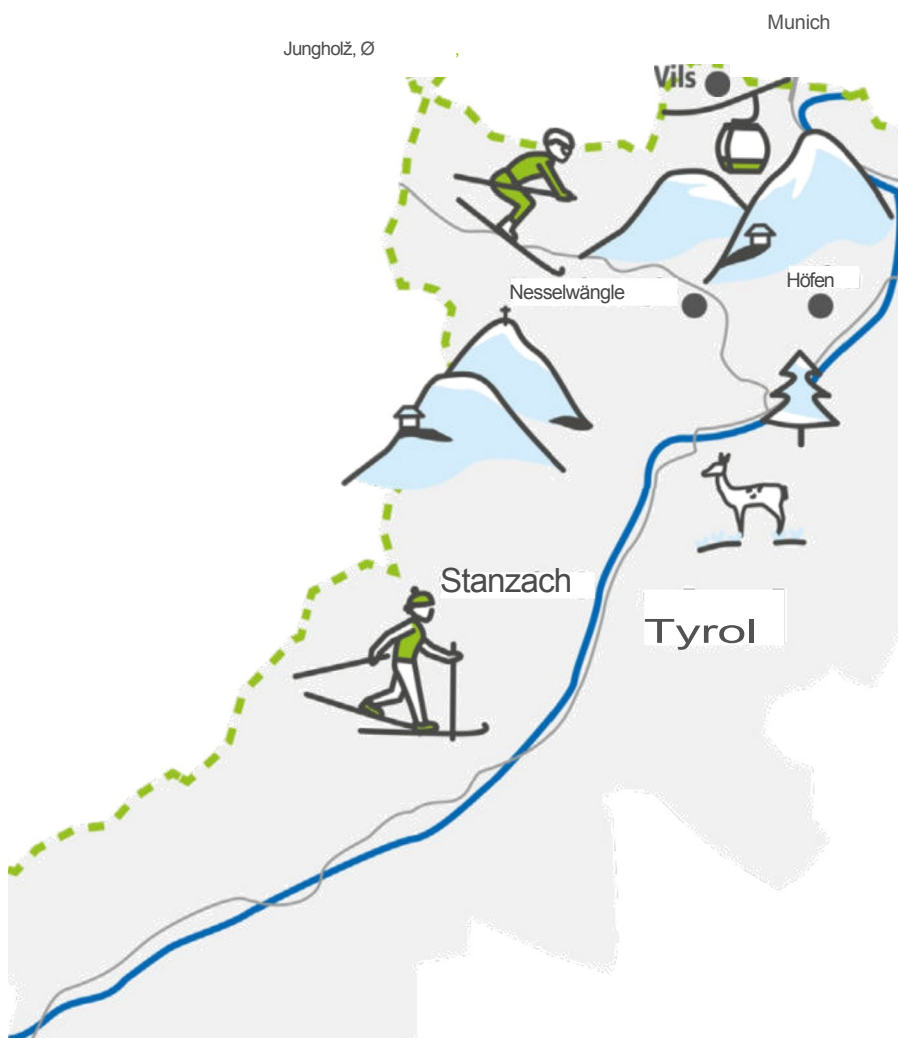 Munich
Jungholž, Ø
,
Vils
Nesselwängle
Höfen
Stanzach
Tyrol